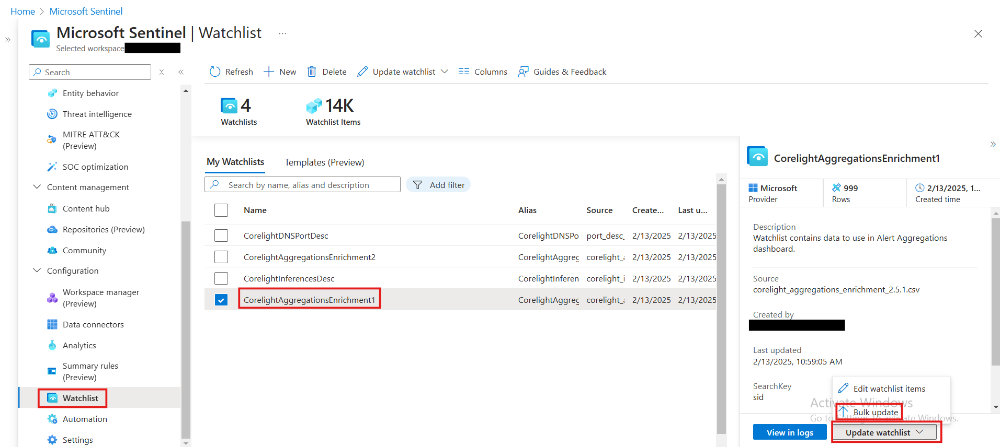 Home > Microsoft Sentinel
Microsoft Sentinel | Watchlist ...
Selected workspace:
Search
Refresh
New
Delete
Update watchlist
Columns
Guides & Feedback
Entity behavior
Threat intelligence
MITRE ATT&CK
(Preview)
SOC optimization
Content management
Content hub
Repositories (Preview)
Community
Configuration
Workspace manager
(Preview)
Data connectors
Analytics
Summary rules
(Preview)
Watchlist
Automation
Settings
4
Watchlists
14K
Watchlist Items
My Watchlists
Templates (Preview)
Search by name, alias and description
Add filter
Name Alias Source Create... Last u...
CorelightDNSPortDesc CorelightDNSPo port_desc_ 2/13/2025 2/13/2025
CorelightAggregationsEnrichment2 CorelightAggreg corelight_a 2/13/2025 2/13/2025
CorelightInferencesDesc CorelightInferen corelight_i 2/13/2025 2/13/2025
CorelightAggregationsEnrichment1 CorelightAggreg corelight_a 2/13/2025 2/13/2025
CorelightAggregationsEnrichment1
Microsoft
Provider
999
Rows
2/13/2025, 1...
Created time
Description
Watchlist contains data to use in Alert Aggregations
dashboard.
Source
corelight_aggregations_enrichment_2.5.1.csv
Created by
Last updated
2/13/2025, 10:59:05 AM
SearchKey
sid
Edit watchlist items
Activate Windows
Bulk update
Go to Settings to activate Windows.
View in logs
Update watchlist